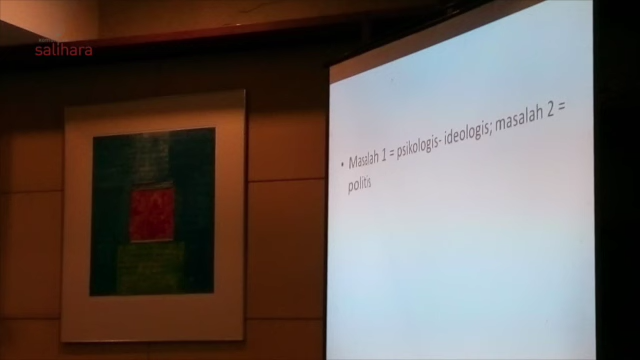 salihara
• Masalah 1 = psikologis- ideologis; masalah 2 =
politis